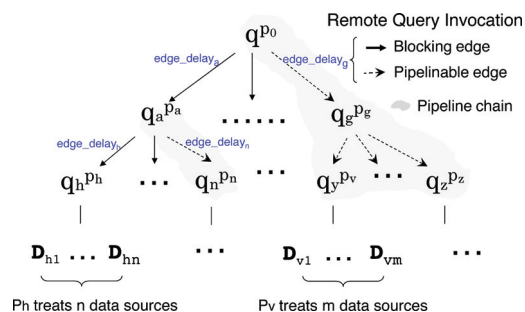 Remote Query Invocation
Blocking edge
Pipelinable edge
Pipeline chain
q^p0
edge_delay_a
edge_delay_g
q_a^pa
......
q_g^pg
edge_delay_h
edge_delay_n
q_h^ph ... q_n^pn ... q_y^pv ... q_z^pz
D_h1 ... D_hn ... D_v1 ... D_vm ...
Ph treats n data sources
Pv treats m data sources